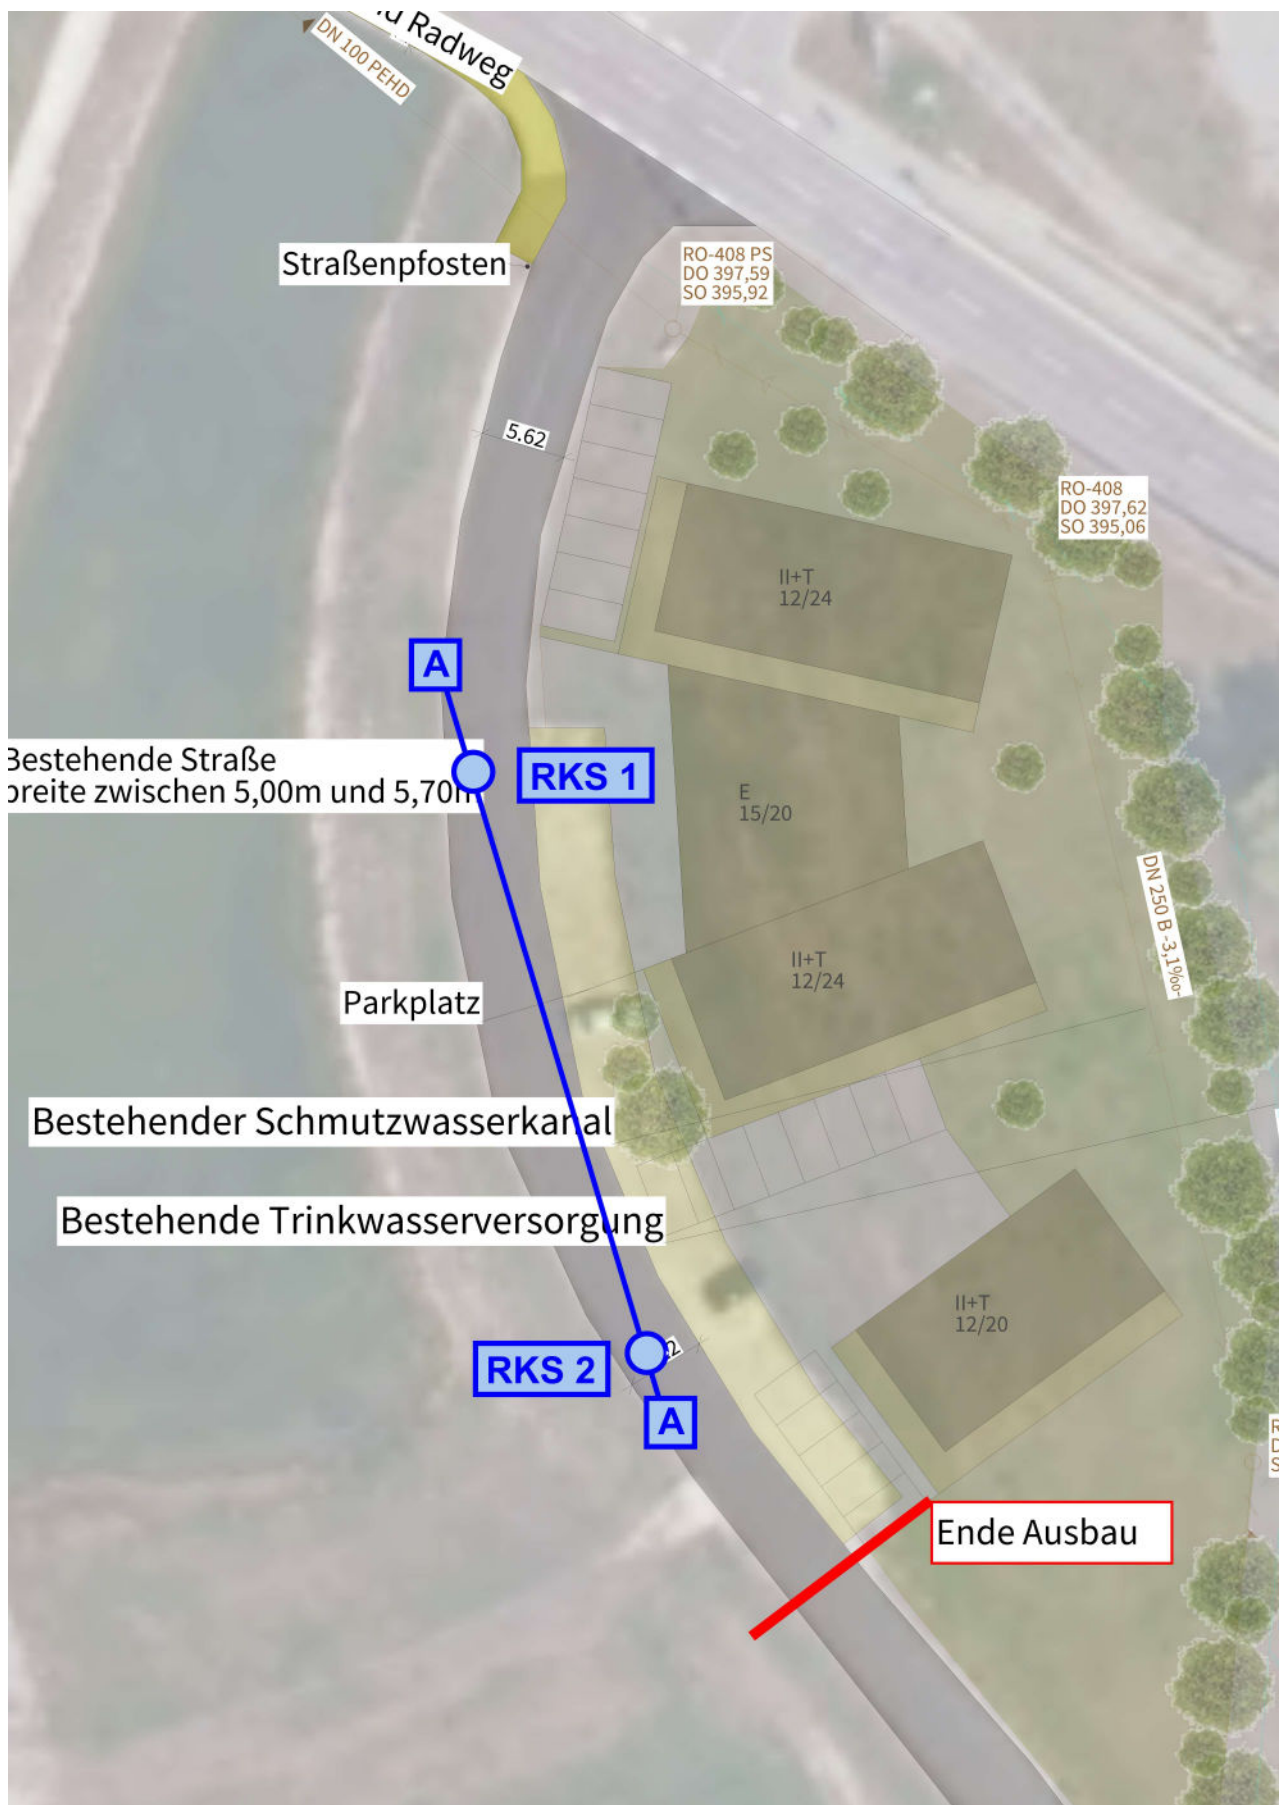 Radweg
DN 100 PEHD
Straßenpfosten
RO-408 PS
DO 397,59
SO 395,92
5.62
RO-408
DO 397,62
SO 395,06
II+T
12/24
A
Bestehende Straße
breite zwischen 5,00m und 5,70m
RKS 1
E
15/20
DN 250 B -3,1‰-
II+T
12/24
Parkplatz
Bestehender Schmutzwasserkanal
Bestehende Trinkwasserversorgung
II+T
12/20
RKS 2
A
Ende Ausbau